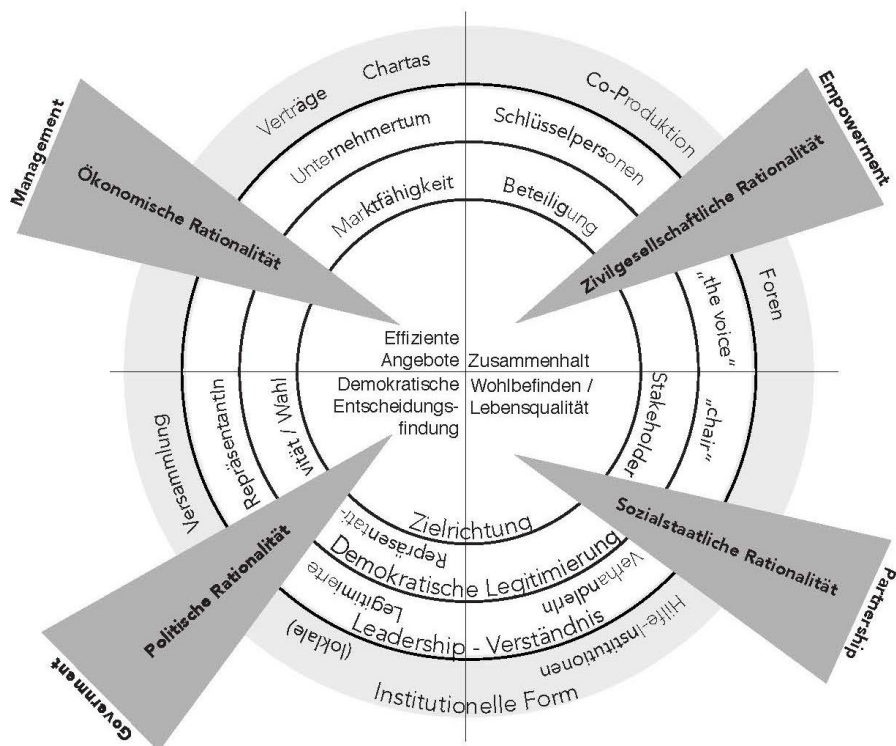 Management
Ökonomische Rationalität
Verträge Chartas
Unternehmertum
Marktfähigkeit
Effiziente
Angebote
Empowerment
Zivilgesellschaftliche Rationalität
Co-Produktion
Foren
Schlüsselpersonen
„the voice“
Beteiligung
Zusammenhalt
Demokratische
Entscheidungs-
findung
Wohlbefinden /
Lebensqualität
Government
Politische Rationalität
(lokale)
Versammlung
Legitimierte
RepräsentantIn
Repräsentati-
vität / Wahl
Partnership
Sozialstaatliche Rationalität
Hilfe-Institutionen
VerhandlerIn
„chair“
Stakeholder
Zielrichtung
Demokratische Legitimierung
Leadership - Verständnis
Institutionelle Form